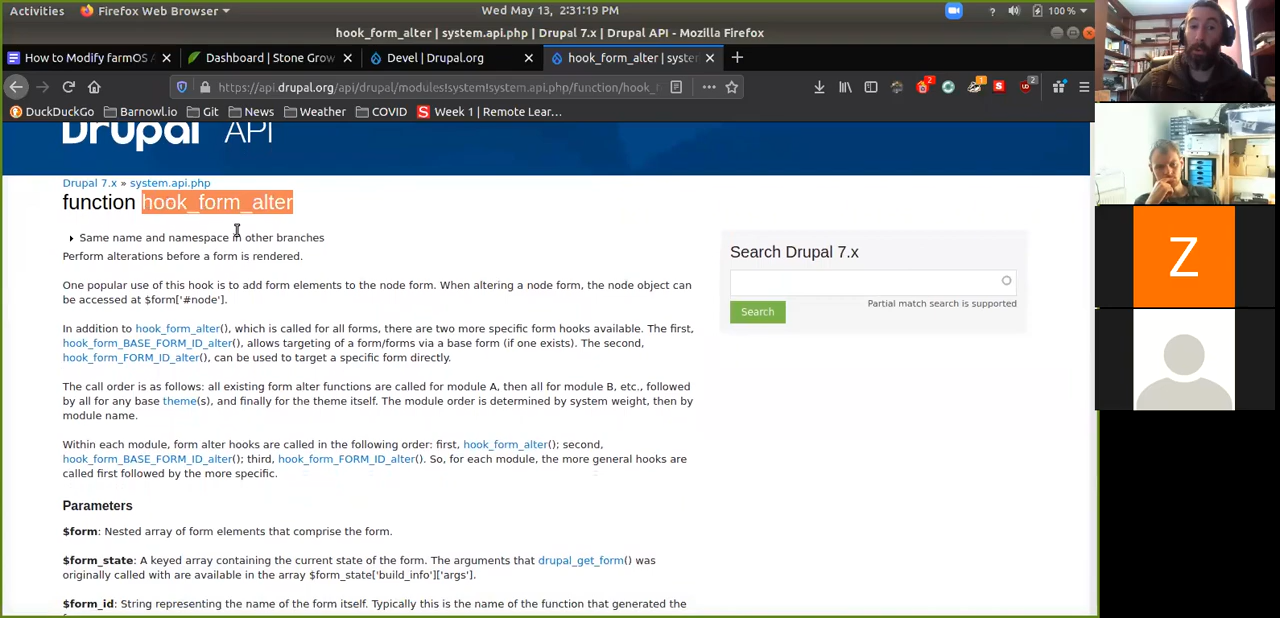 Activities Firefox Web Browser Wed May 13, 2:31:19 PM ? 100 %
hook_form_alter | system.api.php | Drupal 7.x | Drupal API - Mozilla Firefox
How to Modify farmOS A Dashboard | Stone Grow Devel | Drupal.org hook_form_alter | syste
https://api.drupal.org/api/drupal/modules!system!system.api.php/function/hook_ 2 1 S 2
DuckDuckGo Barnowl.io Git News Weather COVID S Week 1 | Remote Lear...
Drupal API
Drupal 7.x » system.api.php
function hook_form_alter
Same name and namespace in other branches
Perform alterations before a form is rendered.
One popular use of this hook is to add form elements to the node form. When altering a node form, the node object can
be accessed at $form['#node'].
In addition to hook_form_alter(), which is called for all forms, there are two more specific form hooks available. The first,
hook_form_BASE_FORM_ID_alter(), allows targeting of a form/forms via a base form (if one exists). The second,
hook_form_FORM_ID_alter(), can be used to target a specific form directly.
The call order is as follows: all existing form alter functions are called for module A, then all for module B, etc., followed
by all for any base theme(s), and finally for the theme itself. The module order is determined by system weight, then by
module name.
Within each module, form alter hooks are called in the following order: first, hook_form_alter(); second,
hook_form_BASE_FORM_ID_alter(); third, hook_form_FORM_ID_alter(). So, for each module, the more general hooks are
called first followed by the more specific.
Parameters
$form: Nested array of form elements that comprise the form.
$form_state: A keyed array containing the current state of the form. The arguments that drupal_get_form() was
originally called with are available in the array $form_state['build_info']['args'].
$form_id: String representing the name of the form itself. Typically this is the name of the function that generated the
Search Drupal 7.x
Partial match search is supported
Search
Z